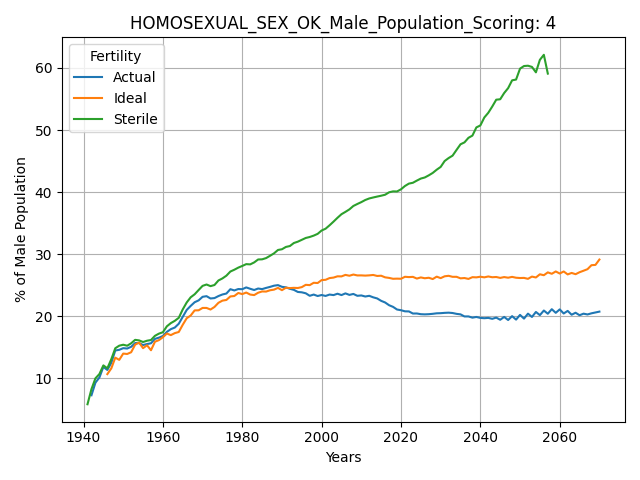 HOMOSEXUAL_SEX_OK_Male_Population_Scoring: 4
Fertility
Actual
Ideal
Sterile
% of Male Population
60
50
40
30
20
10
1940
1960
1980
2000
2020
2040
2060
Years